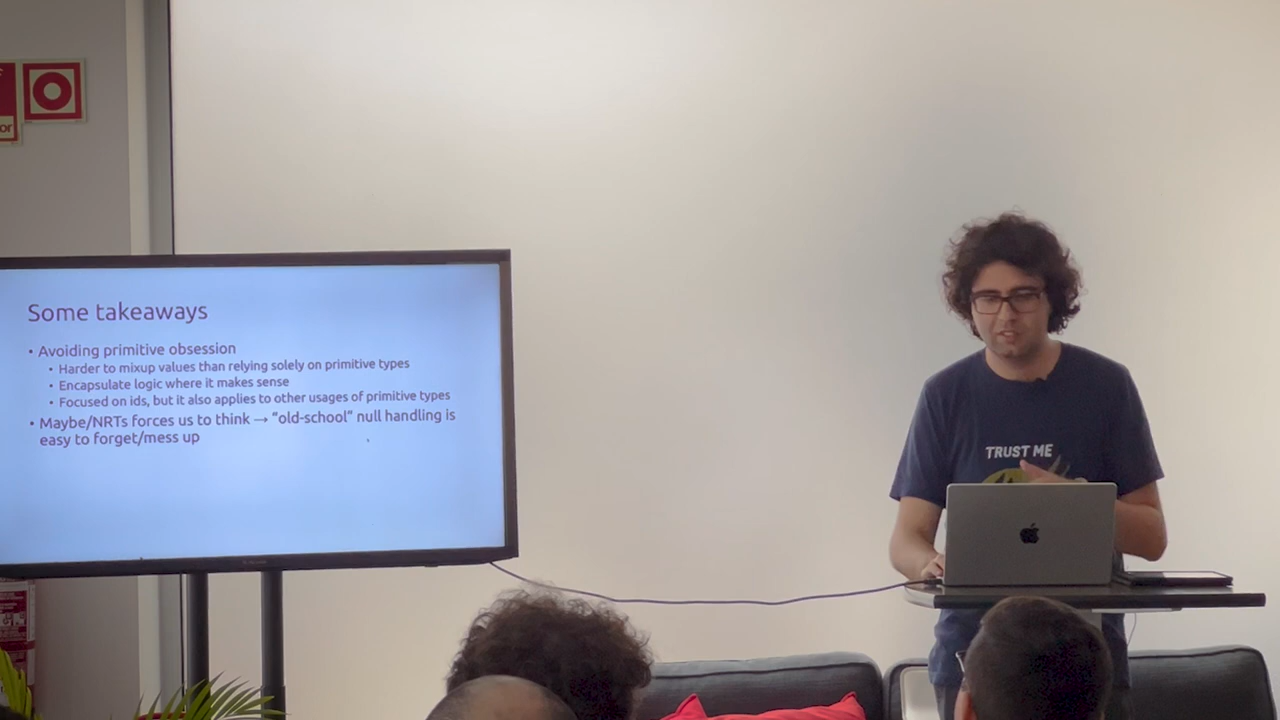 or
Some takeaways
• Avoiding primitive obsession
• Harder to mixup values than relying solely on primitive types
• Encapsulate logic where it makes sense
• Focused on ids, but it also applies to other usages of primitive types
• Maybe/NRTs forces us to think → “old-school” null handling is
easy to forget/mess up
TRUST ME